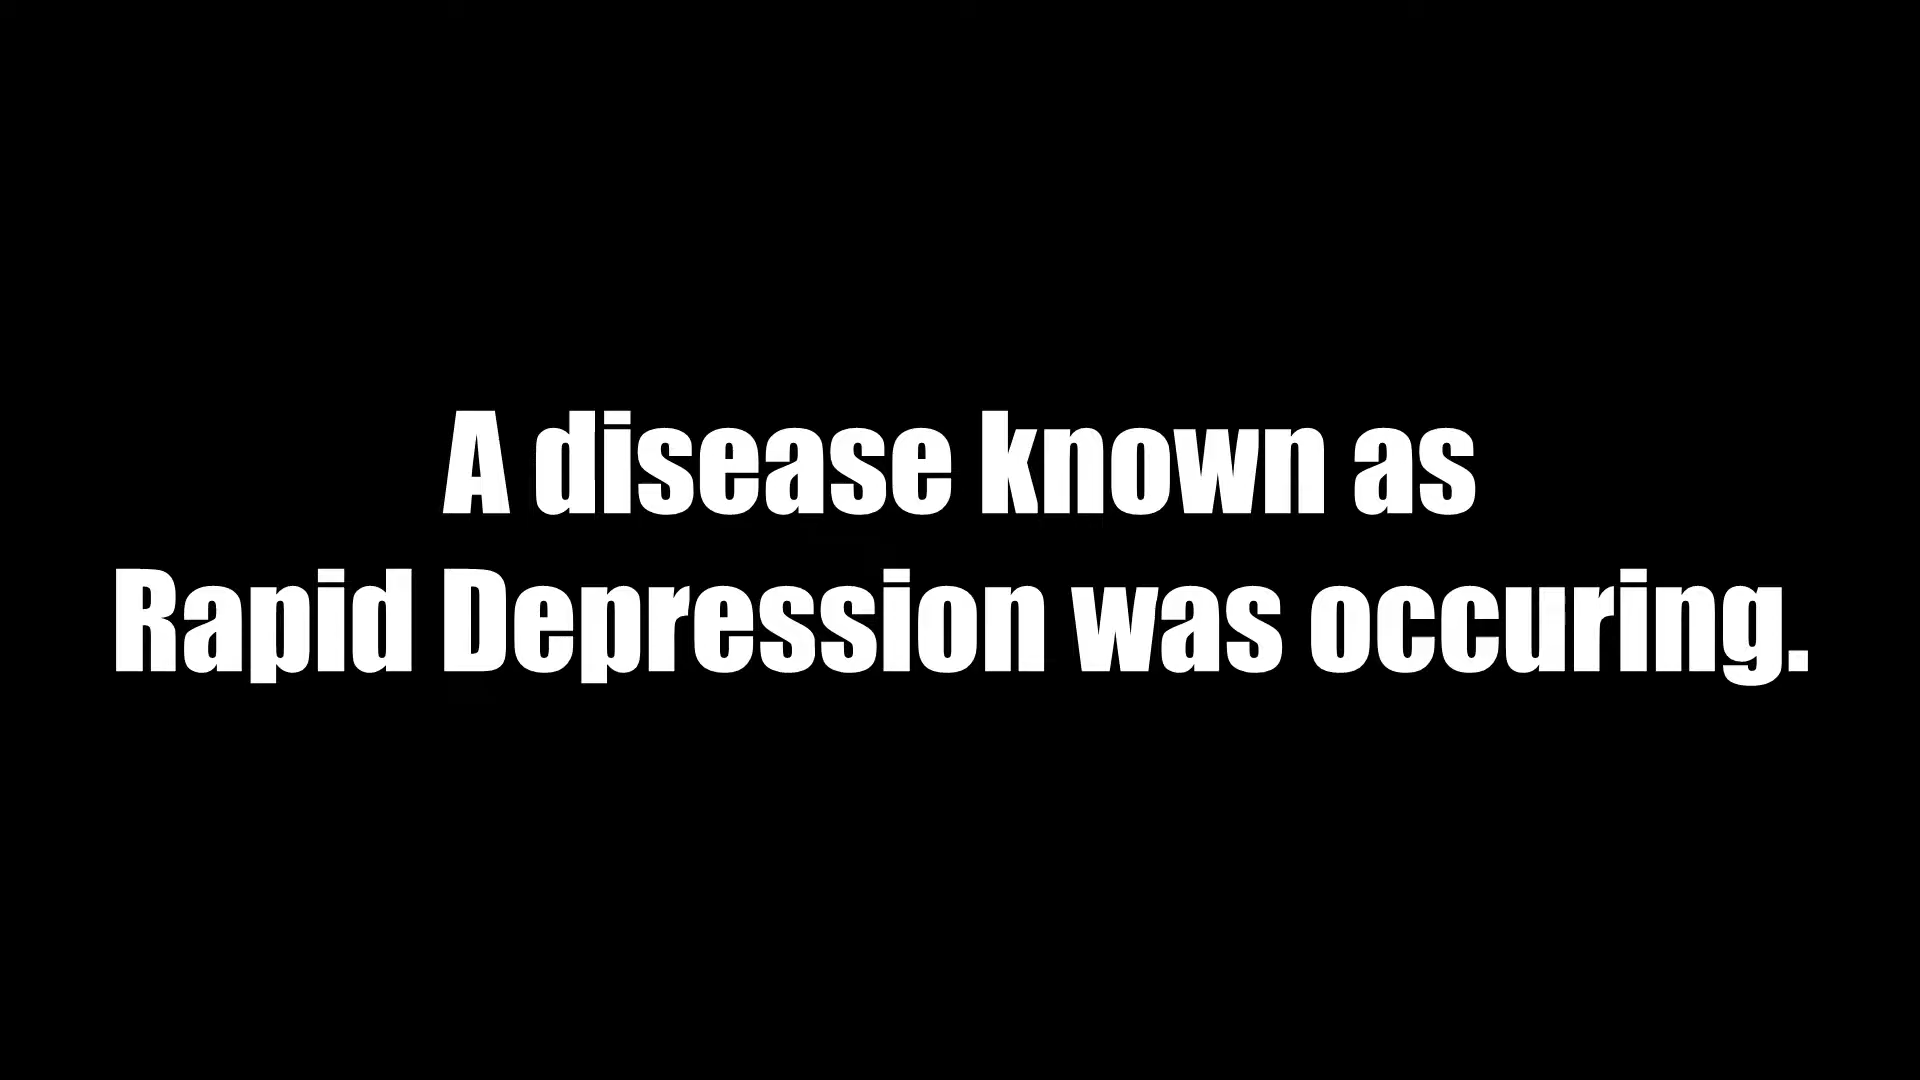 A disease known as
Rapid Depression was occuring.